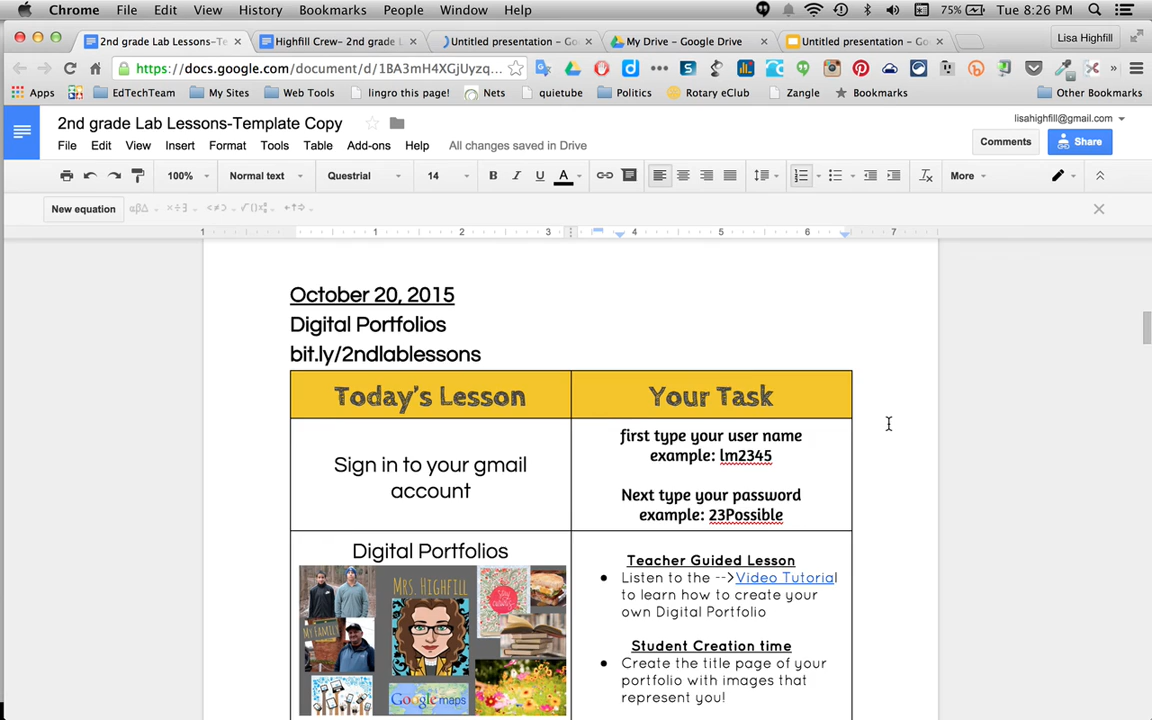 Chrome File Edit View History Bookmarks People Window Help 75% Tue 8:26 PM
2nd grade Lab Lessons-Te Highfill Crew- 2nd grade L Untitled presentation - Go My Drive - Google Drive Untitled presentation - Go Lisa Highfill
https://docs.google.com/document/d/1BA3mH4XGjUyzq...
Apps EdTechTeam My Sites Web Tools lingro this page! Nets quietube Politics Rotary eClub Zangle Bookmarks Other Bookmarks
lisahighfill@gmail.com
2nd grade Lab Lessons-Template Copy
File Edit View Insert Format Tools Table Add-ons Help All changes saved in Drive Comments Share
100% Normal text Questrial 14 B I U A More
New equation
1 1 2 3 4 5 6 7
October 20, 2015
Digital Portfolios
bit.ly/2ndlablessons
Today's Lesson Your Task
Sign in to your gmail
account
first type your user name
example: lm2345
Next type your password
example: 23Possible
Digital Portfolios
MRS. HIGHFILL
MY FAMILY
Google maps
Teacher Guided Lesson
● Listen to the -->Video Tutorial
to learn how to create your
own Digital Portfolio
Student Creation time
● Create the title page of your
portfolio with images that
represent you!